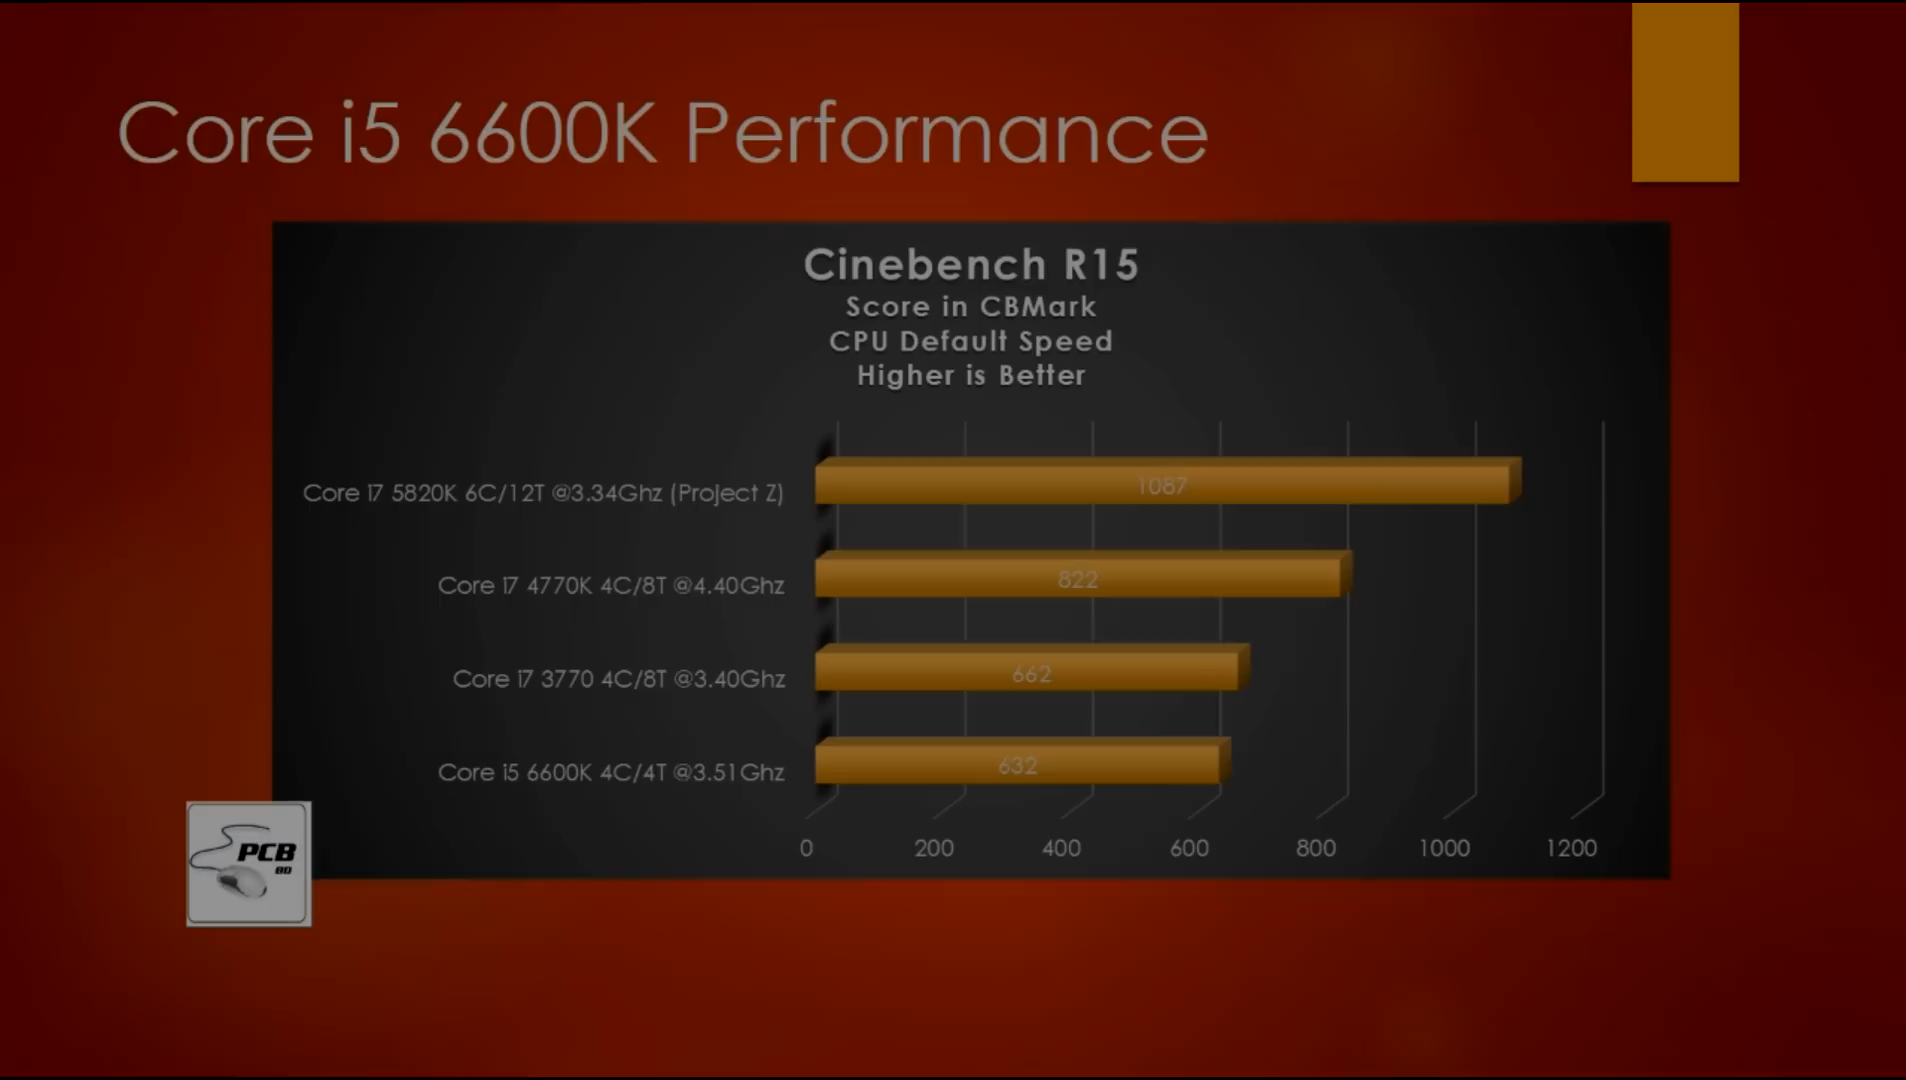 Core i5 6600K Performance
Cinebench R15
Score in CBMark
CPU Default Speed
Higher is Better
Core I7 5820K 6C/12T @3.34Ghz (Project Z)
1087
Core I7 4770K 4C/8T @4.40Ghz
822
Core I7 3770 4C/8T @3.40Ghz
662
Core i5 6600K 4C/4T @3.51Ghz
632
0 200 400 600 800 1000 1200
PCB
BD